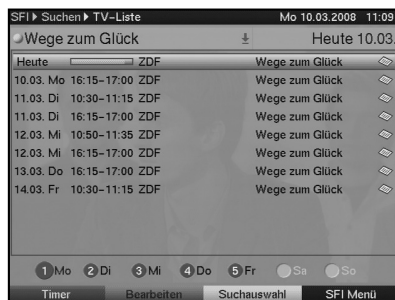 SFI ▸ Suchen ▸ TV-Liste Mo 10.03.2008 11:09
Wege zum Glück Heute 10.03.
Heute ZDF Wege zum Glück
10.03. Mo 16:15-17:00 ZDF Wege zum Glück
11.03. Di 10:30-11:15 ZDF Wege zum Glück
11.03. Di 16:15-17:00 ZDF Wege zum Glück
12.03. Mi 10:50-11:35 ZDF Wege zum Glück
12.03. Mi 16:15-17:00 ZDF Wege zum Glück
13.03. Do 16:15-17:00 ZDF Wege zum Glück
14.03. Fr 10:30-11:15 ZDF Wege zum Glück
1 Mo 2 Di 3 Mi 4 Do 5 Fr Sa So
Timer Bearbeiten Suchauswahl SFI Menü